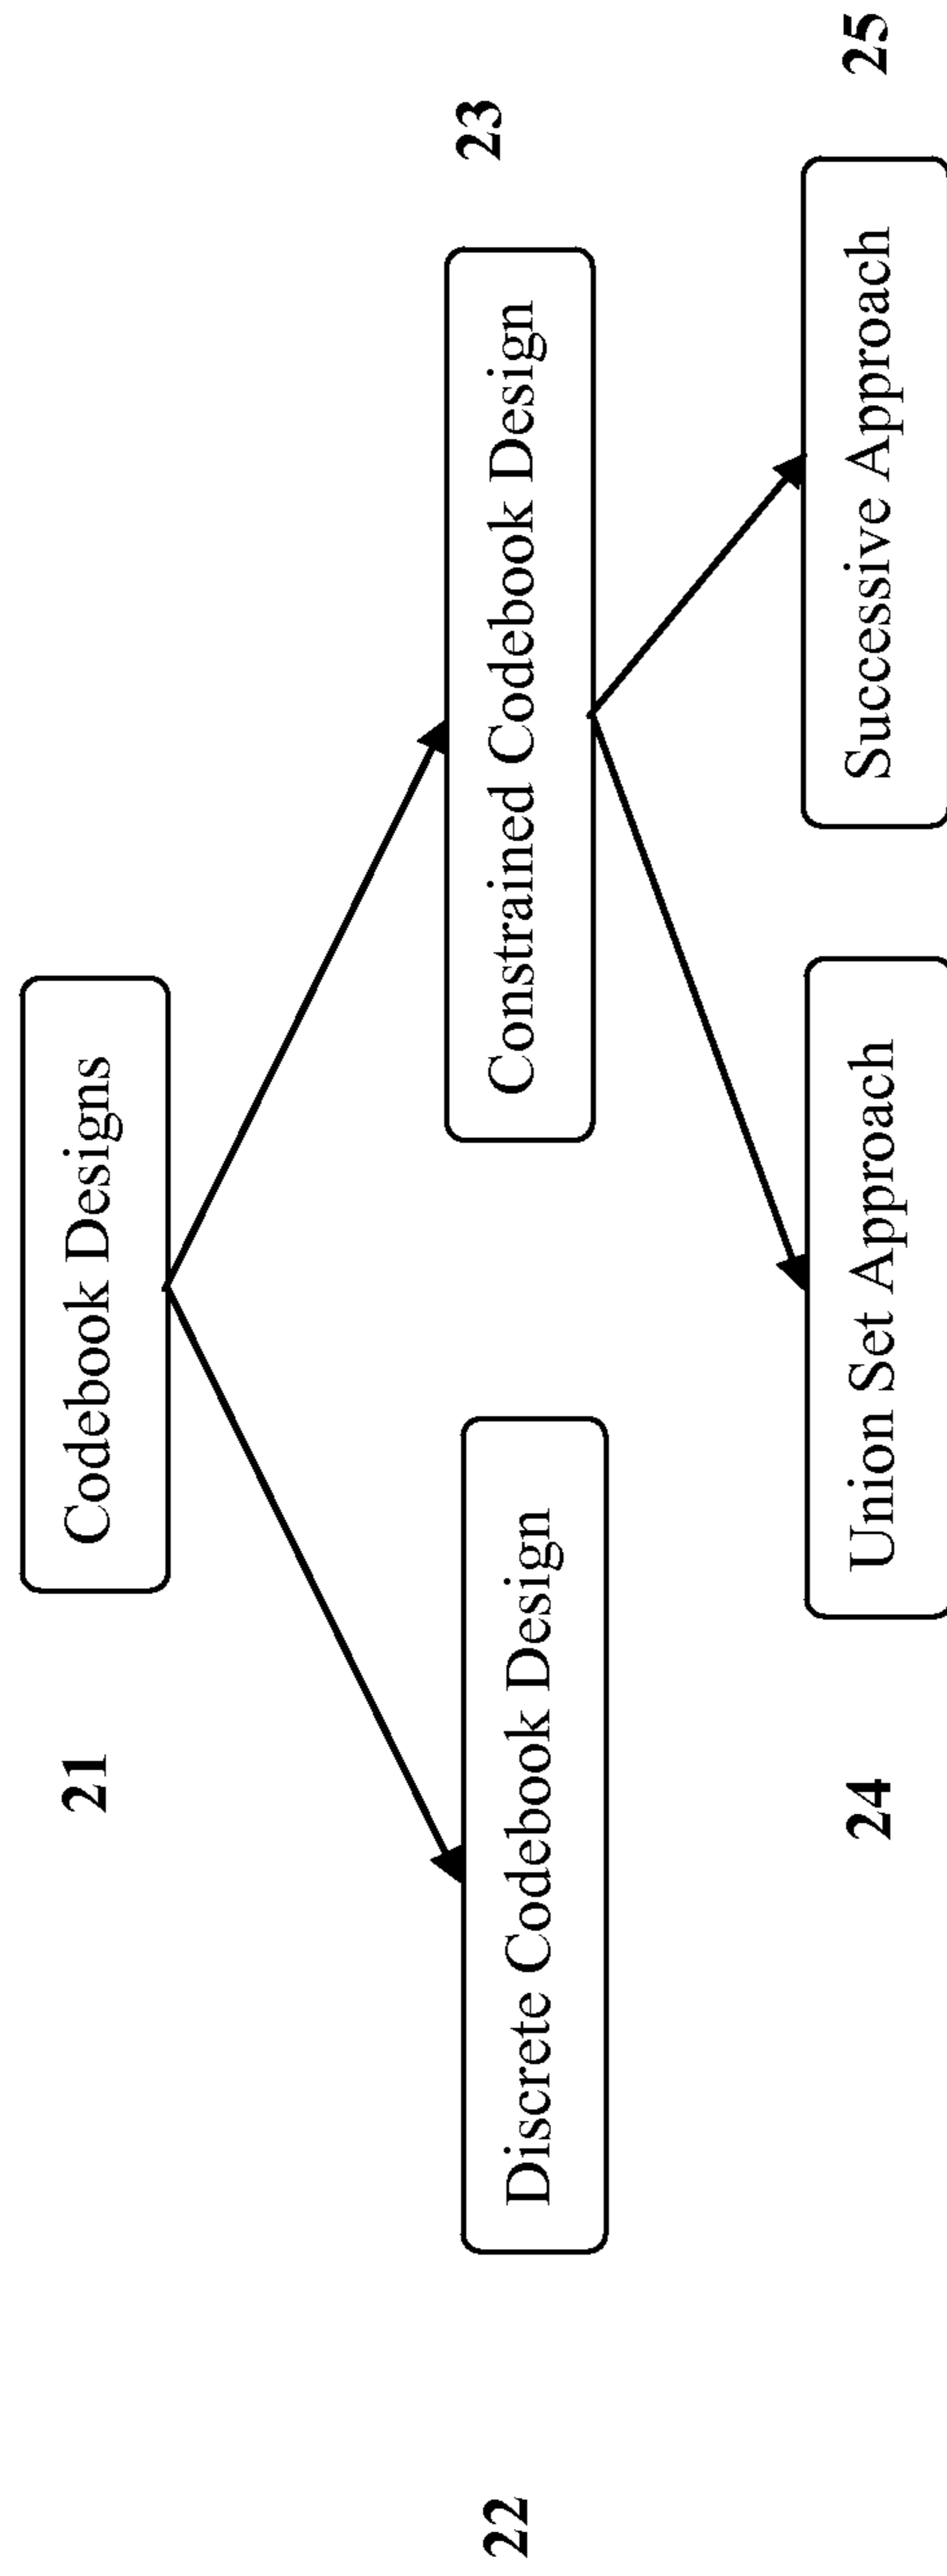 21
Codebook Designs
22
Discrete Codebook Design
Constrained Codebook Design
23
24
Union Set Approach
Successive Approach
25